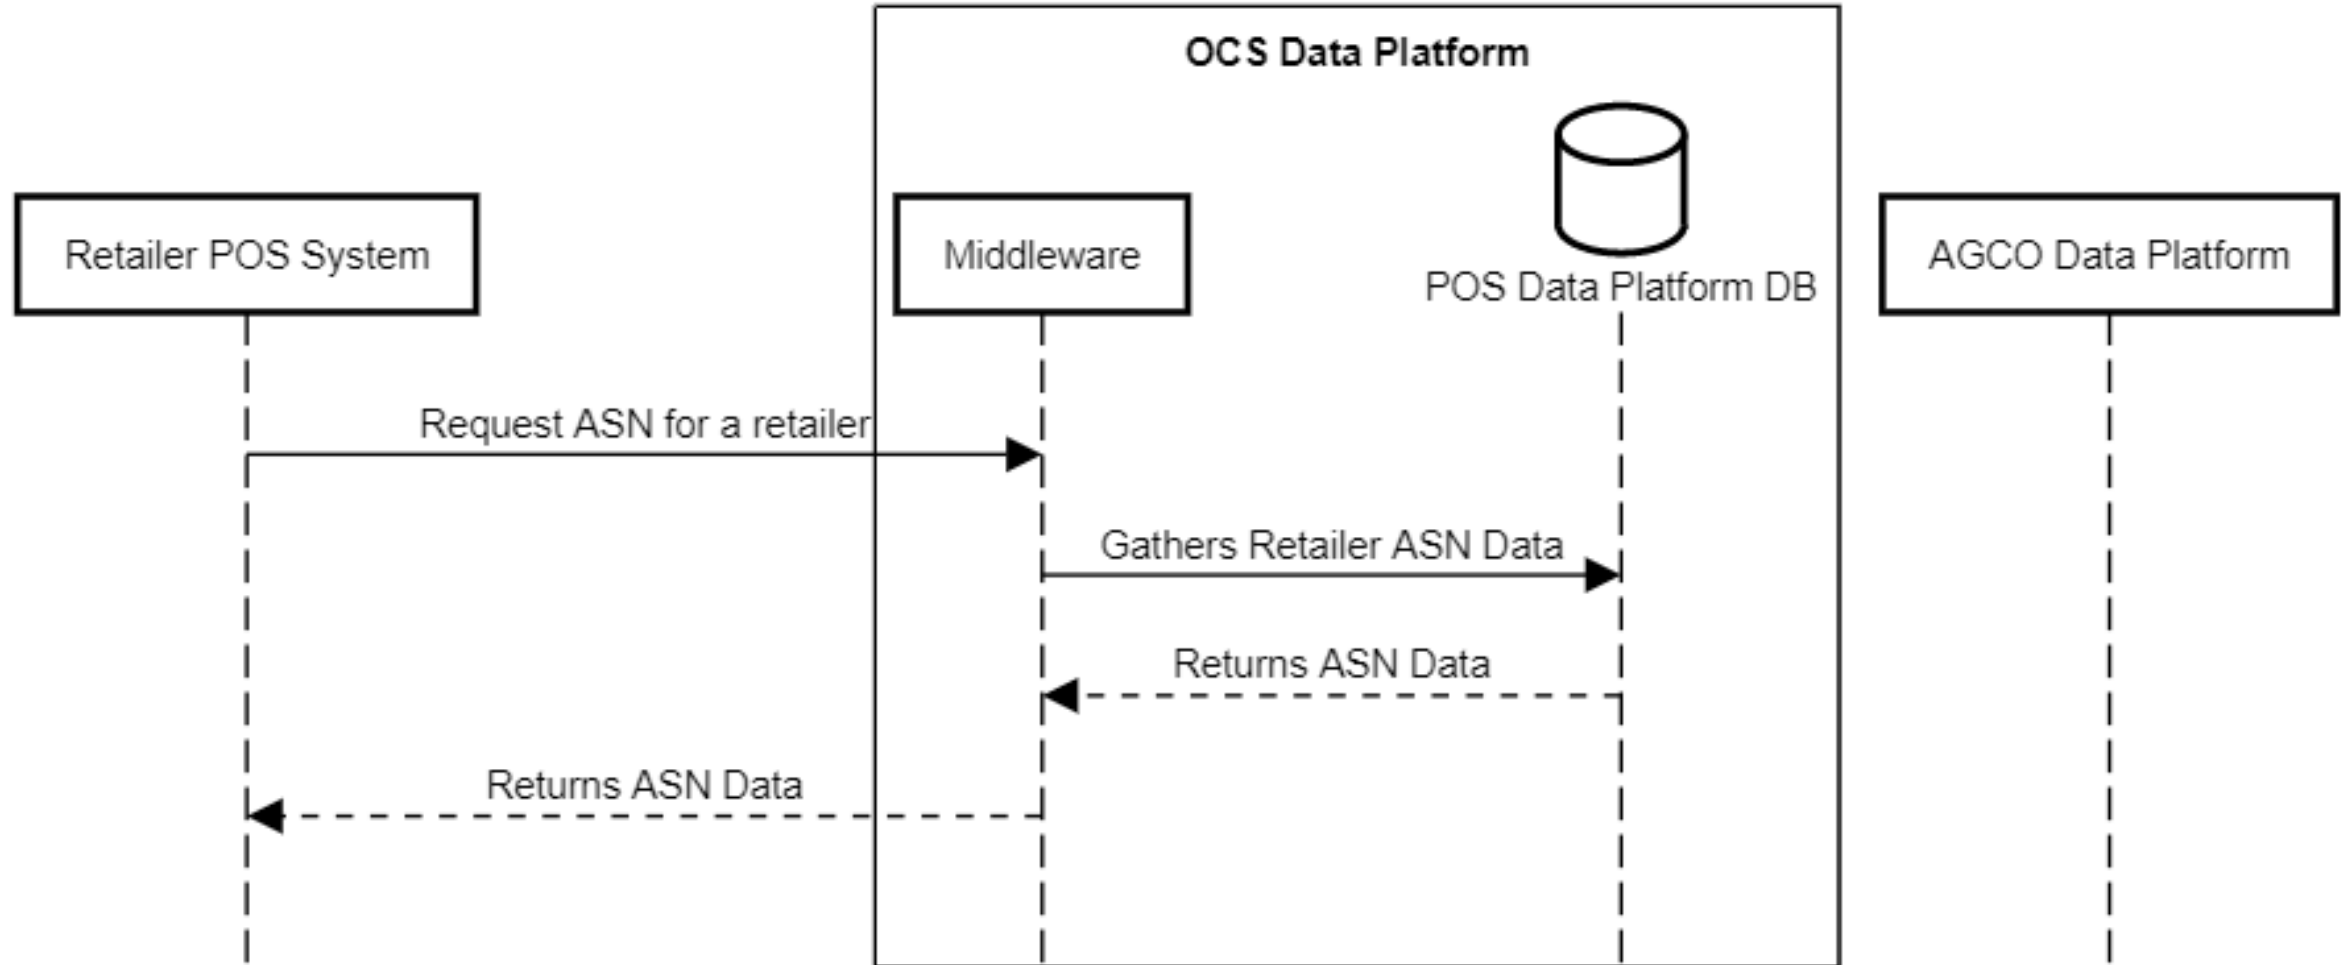 OCS Data Platform
Retailer POS System
Middleware
POS Data Platform DB
AGCO Data Platform
Request ASN for a retailer
Gathers Retailer ASN Data
Returns ASN Data
Returns ASN Data